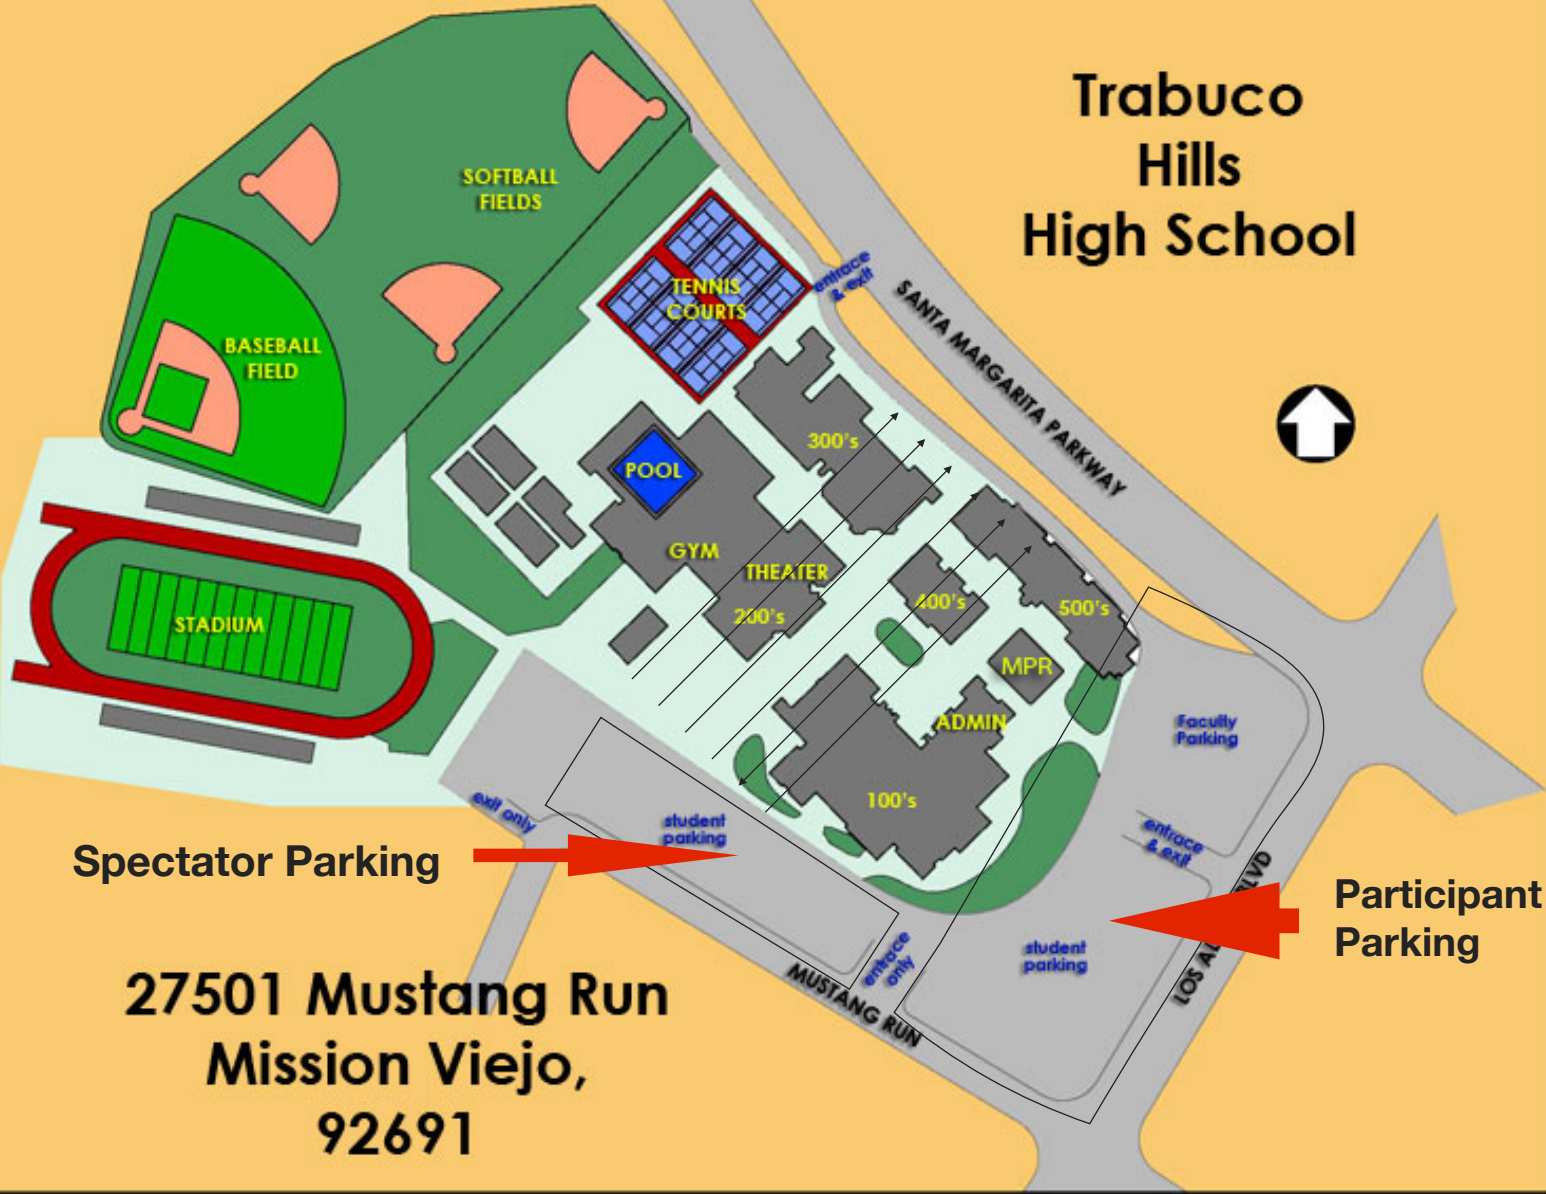 Trabuco
Hills
High School
SOFTBALL
FIELDS
TENNIS
COURTS
entrace
& exit
SANTA MARGARITA PARKWAY
BASEBALL
FIELD
300's
POOL
GYM
THEATER
200's
400's
500's
STADIUM
MPR
ADMIN
Faculty
Parking
100's
exit only
student
parking
entrace
& exit
Spectator Parking
BLVD
LOS
Participant
Parking
entrace
only
student
parking
MUSTANG RUN
27501 Mustang Run
Mission Viejo,
92691